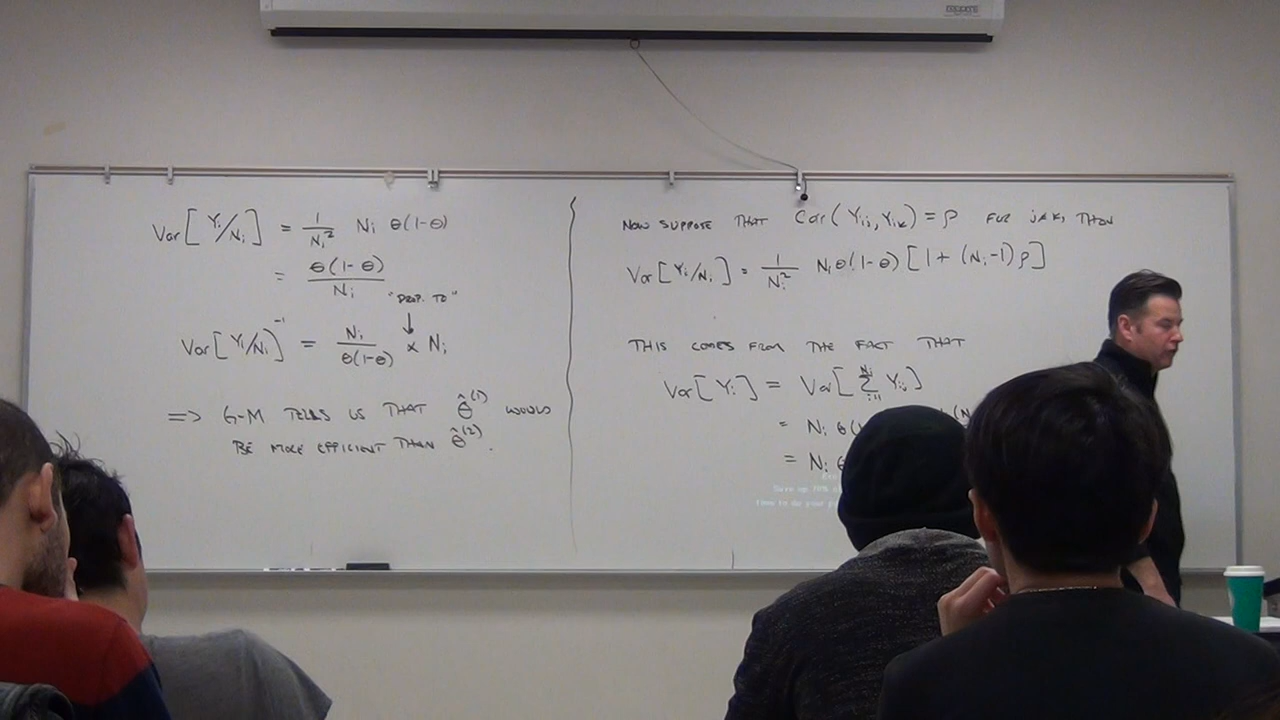 Var[Yi/Ni] = 1/Ni² Ni θ(1-θ)
= θ(1-θ)/Ni
"PROP. TO"
Var[Yi/Ni]⁻¹ = Ni/θ(1-θ) ∝ Ni
=> G-M TELLS US THAT θ̂⁽¹⁾ WOULD
BE MORE EFFICIENT THAN θ̂⁽²⁾.
NOW SUPPOSE THAT Corr(Yij, Yik) = ρ FOR j≠k, THEN
Var[Yi/Ni] = 1/Ni² Niθ(1-θ)[1 + (Ni-1)ρ]
THIS COMES FROM THE FACT THAT
Var[Yi] = Var[Σ Yij]
= Ni θ(
= Ni θ